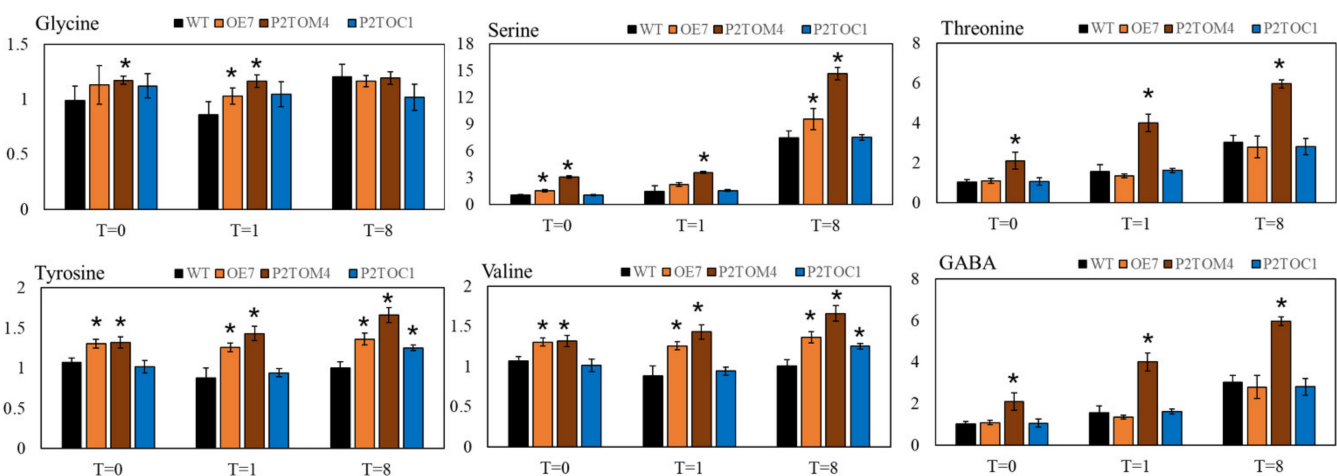 Glycine
WT OE7 P2TOM4 P2TOC1
1.5
1
0.5
0
* * *
T=0 T=1 T=8
Serine
WT OE7 P2TOM4 P2TOC1
18
15
12
9
6
3
0
* * * * *
T=0 T=1 T=8
Threonine
WT OE7 P2TOM4 P2TOC1
8
6
4
2
0
* * *
T=0 T=1 T=8
Tyrosine
WT OE7 P2TOM4 P2TOC1
2
1.5
1
0.5
0
* * * * * * *
T=0 T=1 T=8
Valine
WT OE7 P2TOM4 P2TOC1
2
1.5
1
0.5
0
* * * * * * *
T=0 T=1 T=8
GABA
WT OE7 P2TOM4 P2TOC1
8
6
4
2
0
* * *
T=0 T=1 T=8